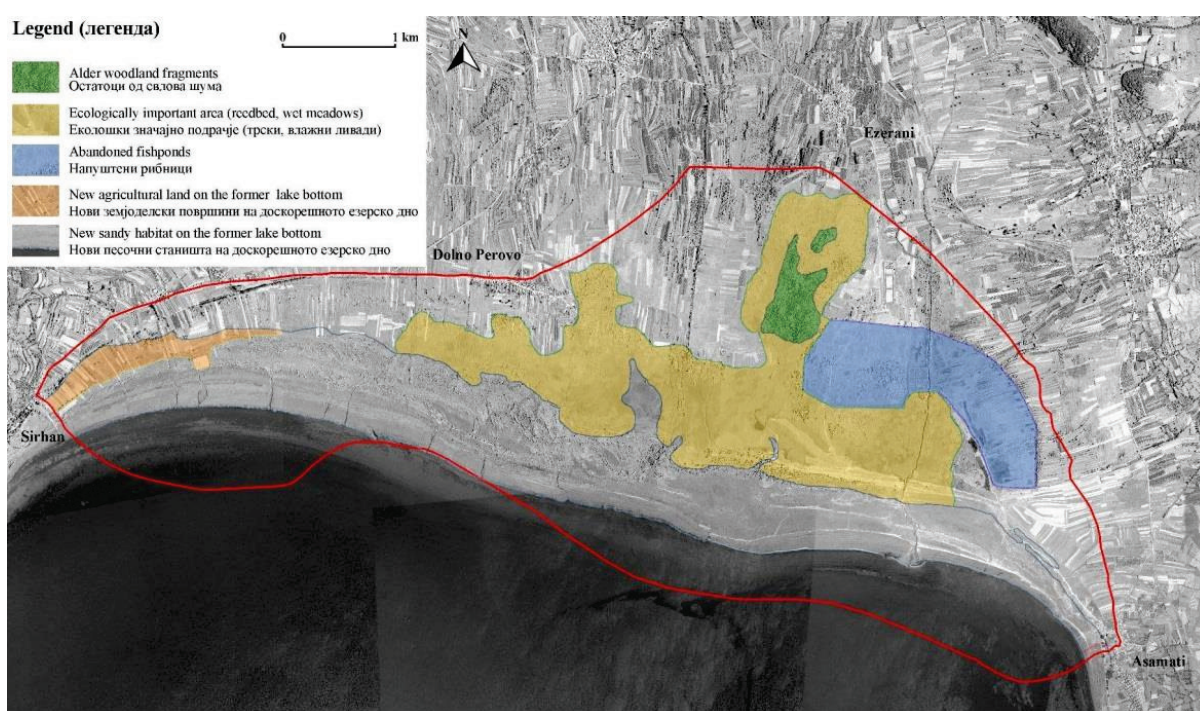 Legend (легенда)
0 1 km
N
Alder woodland fragments
Остатоци од евлова шума
Ecologically important area (reedbed, wet meadows)
Еколошки значајно подрачје (трски, влажни ливади)
Abandoned fishponds
Напуштени рибници
New agricultural land on the former lake bottom
Нови земјоделски површини на доскорешното езерско дно
New sandy habitat on the former lake bottom
Нови песочни станишта на доскорешното езерско дно
Ezerani
Dolno Perovo
Sirhan
Asamati